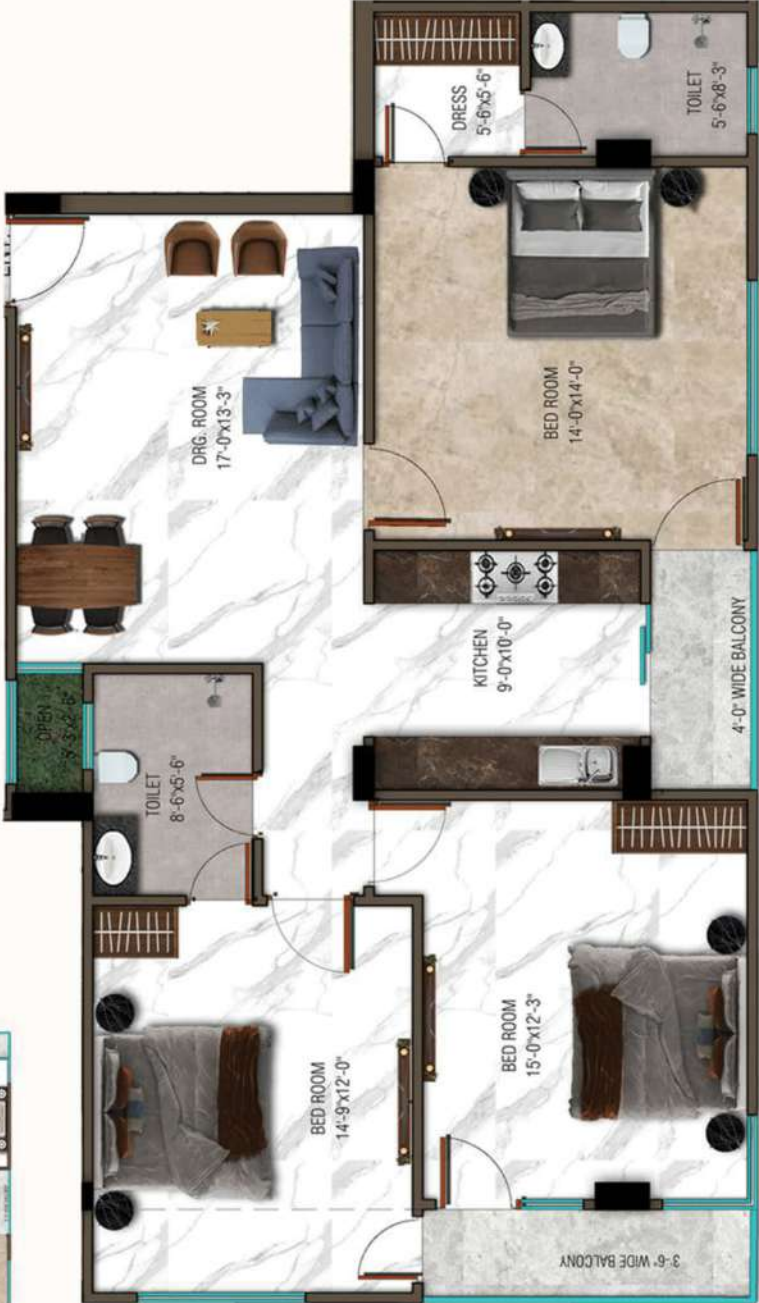 DRESS
5'-6"x5'-6"
TOILET
5'-6"x8'-3"
DRG. ROOM
17'-0"x13'-3"
BED ROOM
14'-0"x14'-0"
OPEN
KITCHEN
9'-0"x10'-0"
4'-0" WIDE BALCONY
TOILET
8'-6"x5'-6"
BED ROOM
14'-9"x12'-0"
BED ROOM
15'-0"x12'-3"
3'-6" WIDE BALCONY